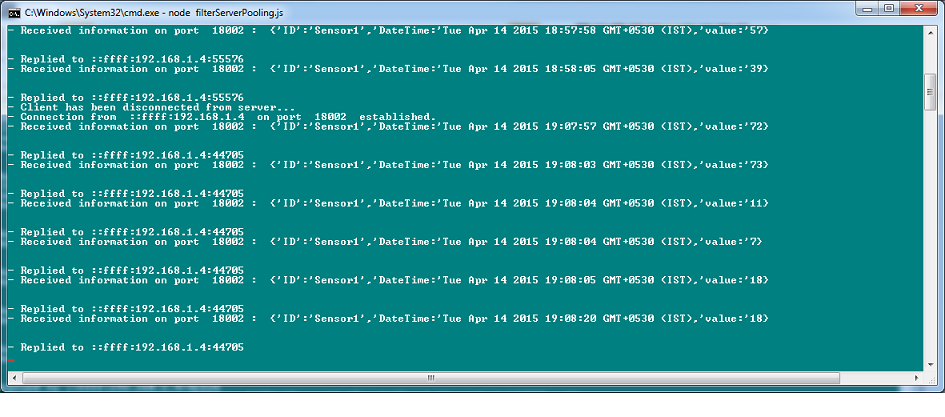 C:\Windows\System32\cmd.exe - node filterServerPooling.js
- Received information on port 18002 : {'ID':'Sensor1','DateTime:'Tue Apr 14 2015 18:57:58 GMT+0530 (IST),'value:'57}
- Replied to ::ffff:192.168.1.4:55576
- Received information on port 18002 : {'ID':'Sensor1','DateTime:'Tue Apr 14 2015 18:58:05 GMT+0530 (IST),'value:'39}
- Replied to ::ffff:192.168.1.4:55576
- Client has been disconnected from server...
- Connection from ::ffff:192.168.1.4 on port 18002 established.
- Received information on port 18002 : {'ID':'Sensor1','DateTime:'Tue Apr 14 2015 19:07:57 GMT+0530 (IST),'value:'72}
- Replied to ::ffff:192.168.1.4:44705
- Received information on port 18002 : {'ID':'Sensor1','DateTime:'Tue Apr 14 2015 19:08:03 GMT+0530 (IST),'value:'73}
- Replied to ::ffff:192.168.1.4:44705
- Received information on port 18002 : {'ID':'Sensor1','DateTime:'Tue Apr 14 2015 19:08:04 GMT+0530 (IST),'value:'11}
- Replied to ::ffff:192.168.1.4:44705
- Received information on port 18002 : {'ID':'Sensor1','DateTime:'Tue Apr 14 2015 19:08:04 GMT+0530 (IST),'value:'7}
- Replied to ::ffff:192.168.1.4:44705
- Received information on port 18002 : {'ID':'Sensor1','DateTime:'Tue Apr 14 2015 19:08:05 GMT+0530 (IST),'value:'18}
- Replied to ::ffff:192.168.1.4:44705
- Received information on port 18002 : {'ID':'Sensor1','DateTime:'Tue Apr 14 2015 19:08:20 GMT+0530 (IST),'value:'18}
- Replied to ::ffff:192.168.1.4:44705